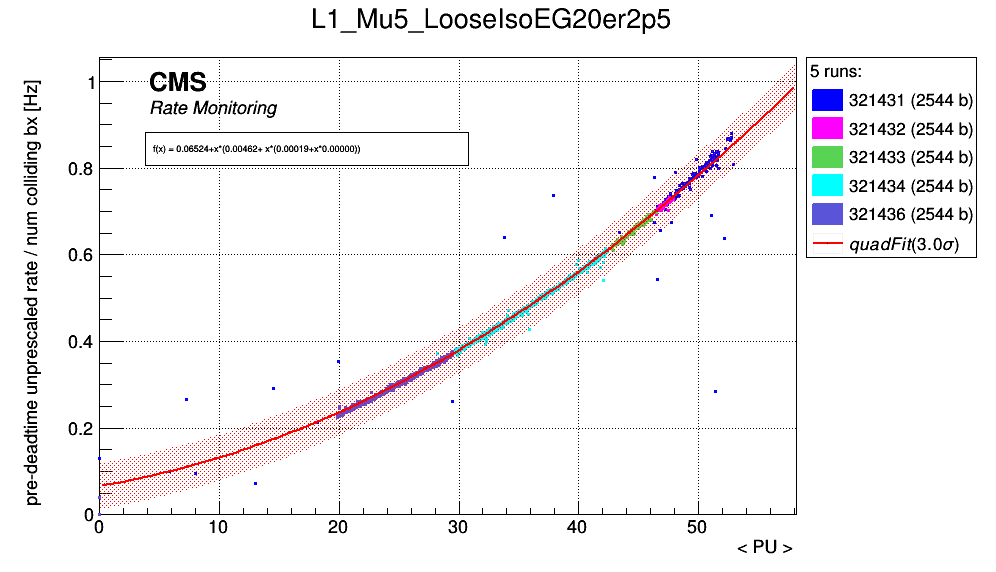 L1_Mu5_LooseIsoEG20er2p5
CMS
Rate Monitoring
f(x) = 0.06524+x*(0.00462+ x*(0.00019+x*0.00000))
pre-deadtime unprescaled rate / num colliding bx [Hz]
1
0.8
0.6
0.4
0.2
0
0 10 20 30 40 50
< PU >
5 runs:
321431 (2544 b)
321432 (2544 b)
321433 (2544 b)
321434 (2544 b)
321436 (2544 b)
quadFit(3.0σ)